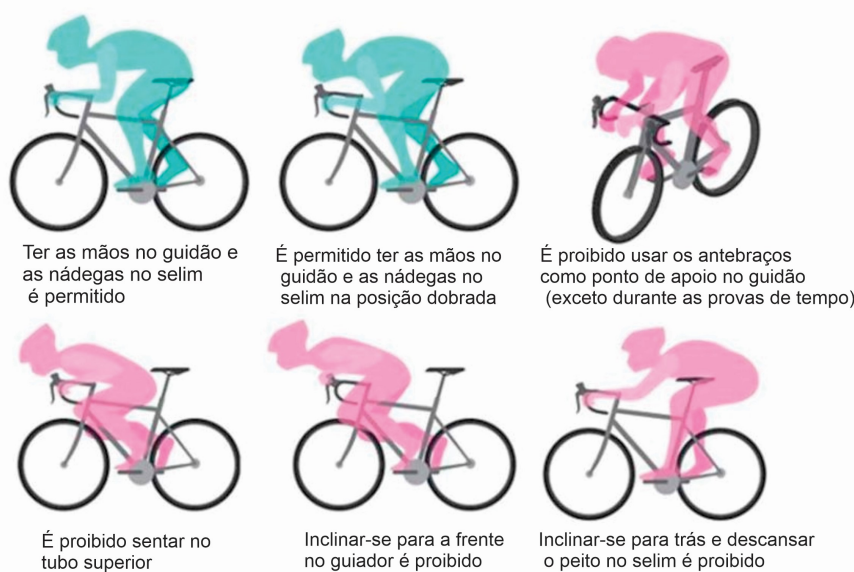 Ter as mãos no guidão e
as nádegas no selim
é permitido
É permitido ter as mãos no
guidão e as nádegas no
selim na posição dobrada
É proibido usar os antebraços
como ponto de apoio no guidão
(exceto durante as provas de tempo)
É proibido sentar no
tubo superior
Inclinar-se para a frente
no guiador é proibido
Inclinar-se para trás e descansar
o peito no selim é proibido